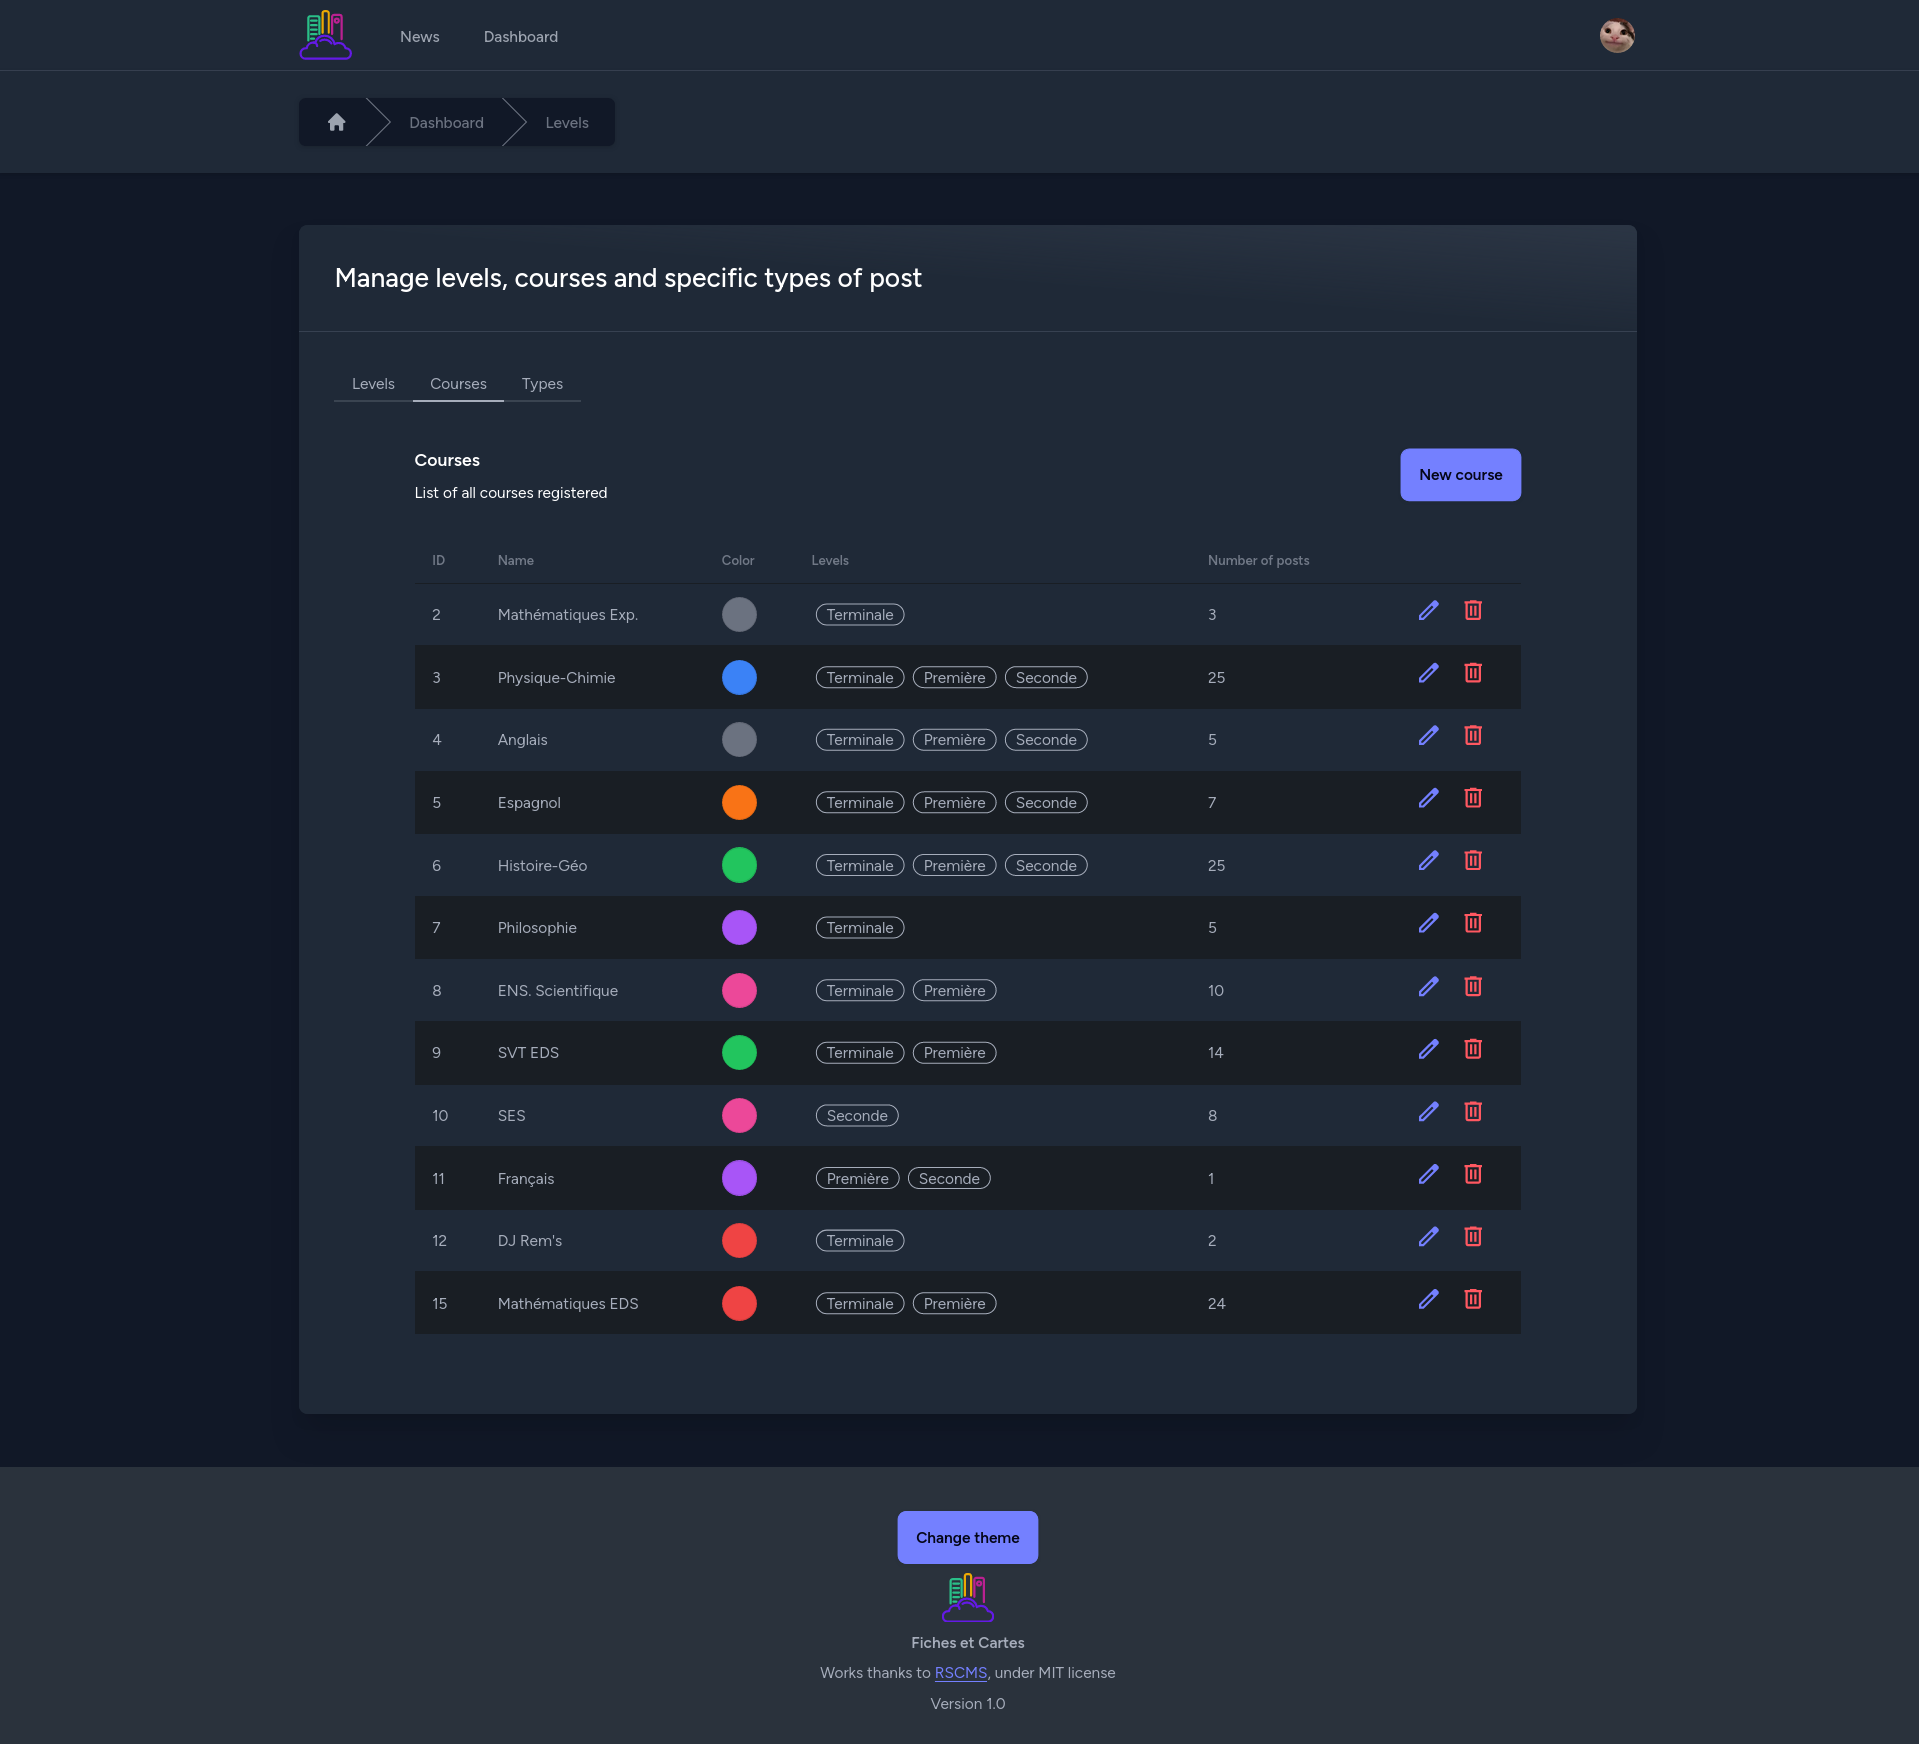 News Dashboard
Dashboard Levels
Manage levels, courses and specific types of post
Levels Courses Types
Courses
List of all courses registered
New course
ID Name Color Levels Number of posts
2 Mathématiques Exp. Terminale 3
3 Physique-Chimie Terminale Première Seconde 25
4 Anglais Terminale Première Seconde 5
5 Espagnol Terminale Première Seconde 7
6 Histoire-Géo Terminale Première Seconde 25
7 Philosophie Terminale 5
8 ENS. Scientifique Terminale Première 10
9 SVT EDS Terminale Première 14
10 SES Seconde 8
11 Français Première Seconde 1
12 DJ Rem's Terminale 2
15 Mathématiques EDS Terminale Première 24
Change theme
Fiches et Cartes
Works thanks to RSCMS, under MIT license
Version 1.0